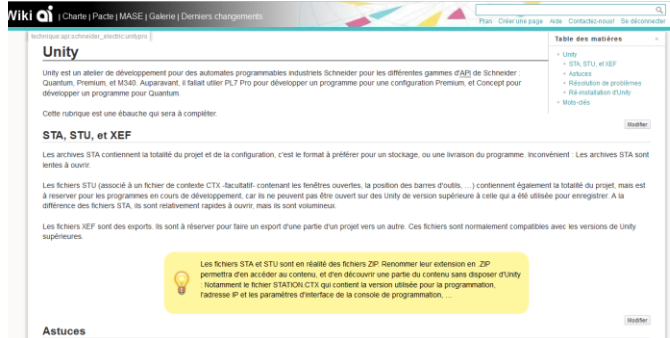 Wiki ai | Charte | Pacte | MASE | Galerie | Derniers changements
Plan Créer une page Aide Contactez-nous! Se déconnecter
technique:api:schneider_electric:unitypro
Table des matières
Unity
STA, STU, et XEF
Astuces
Résolution de problèmes
Ré-installation d'Unity
Mots-clés
Unity
Unity est un atelier de développement pour des automates programmables industriels Schneider pour les différentes gammes d'API de Schneider :
Quantum, Premium, et M340. Auparavant, il fallait utiler PL7 Pro pour développer un programme pour une configuration Premium, et Concept pour
développer un programme pour Quantum.
Cette rubrique est une ébauche qui sera à compléter.
Modifier
STA, STU, et XEF
Les archives STA contiennent la totalité du projet et de la configuration, c'est le format à préférer pour un stockage, ou une livraison du programme. Inconvénient : Les archives STA sont
lentes à ouvrir.
Les fichiers STU (associé à un fichier de contexte CTX -facultatif- contenant les fenêtres ouvertes, la position des barres d'outils, ...) contiennent également la totalité du projet, mais est
à reserver pour les programmes en cours de développement, car ils ne peuvent pas être ouvert sur des Unity de version supérieure à celle qui a été utilisée pour enregistrer. A la
différence des fichiers STA, ils sont relativement rapides à ouvrir, mais ils sont volumineux.
Les fichiers XEF sont des exports. Ils sont à réserver pour faire un export d'une partie d'un projet vers un autre. Ces fichiers sont normalement compatibles avec les versions de Unity
supérieures.
Les fichiers STA et STU sont en réalité des fichiers ZIP. Renommer leur extension en .ZIP
permettra d'en accéder au contenu, et d'en découvrir une partie du contenu sans disposer d'Unity
: Notamment le fichier STATION.CTX qui contient la version utilisée pour la programmation,
l'adresse IP et les paramètres d'interface de la console de programmation, ...
Modifier
Astuces